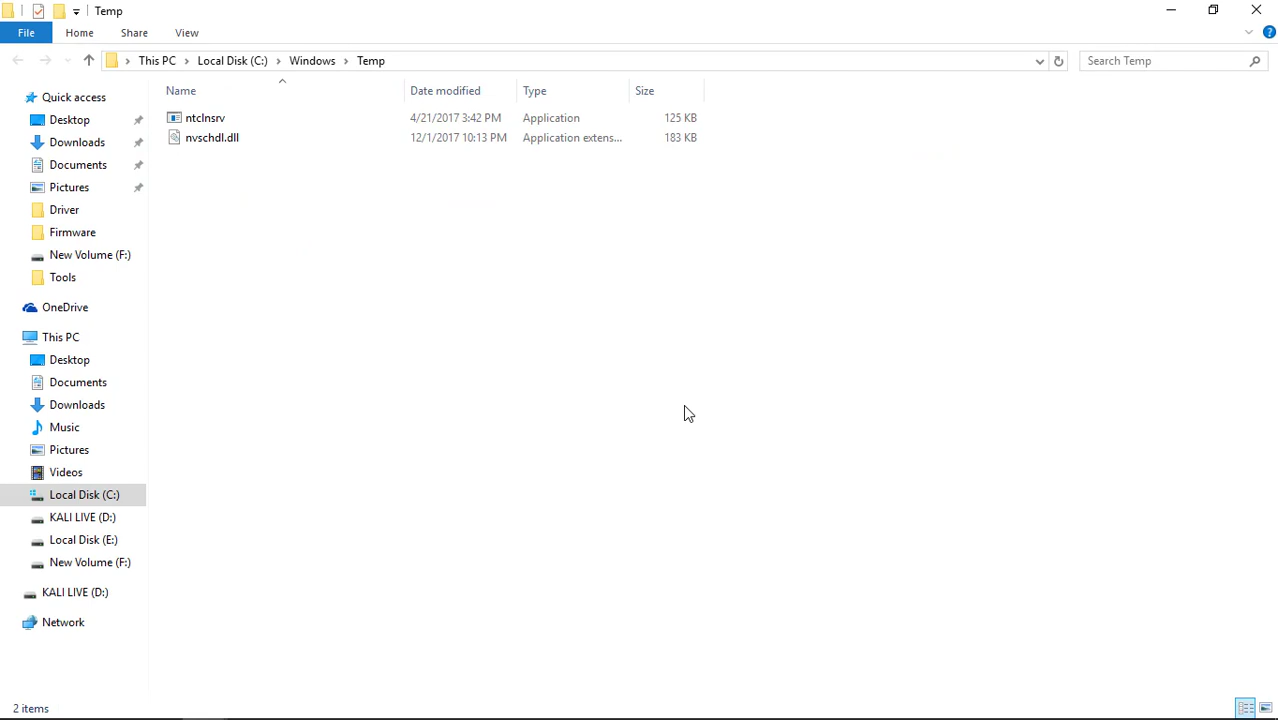 Temp
File Home Share View
This PC Local Disk (C:) Windows Temp Search Temp
Name Date modified Type Size
ntclnsrv 4/21/2017 3:42 PM Application 125 KB
nvschdl.dll 12/1/2017 10:13 PM Application extens... 183 KB
Quick access
Desktop
Downloads
Documents
Pictures
Driver
Firmware
New Volume (F:)
Tools
OneDrive
This PC
Desktop
Documents
Downloads
Music
Pictures
Videos
Local Disk (C:)
KALI LIVE (D:)
Local Disk (E:)
New Volume (F:)
KALI LIVE (D:)
Network
2 items